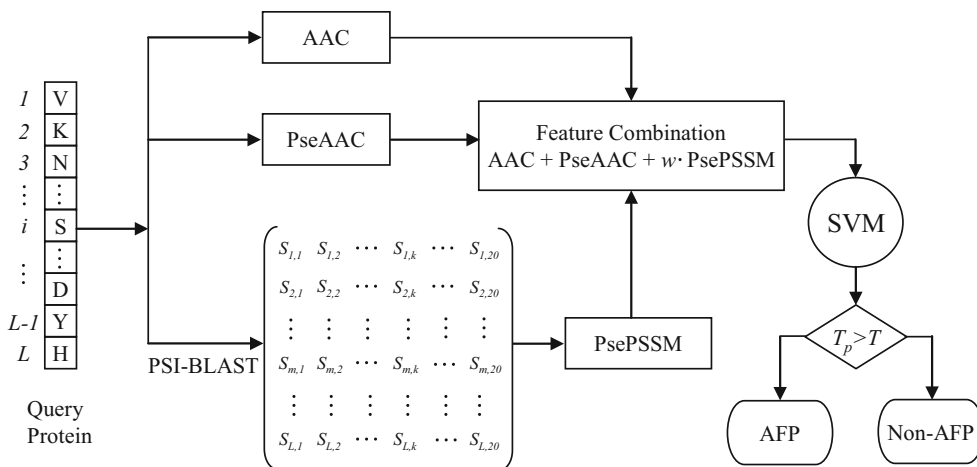 1 V
2 K
3 N
⋮ ⋮
i S
⋮ ⋮
D
L-1 Y
L H
Query
Protein
AAC
PseAAC
PSI-BLAST
S1,1 S1,2 ⋯ S1,k ⋯ S1,20
S2,1 S2,2 ⋯ S2,k ⋯ S2,20
⋮ ⋮ ⋮ ⋮ ⋮ ⋮
Sm,1 Sm,2 ⋯ Sm,k ⋯ Sm,20
⋮ ⋮ ⋮ ⋮ ⋮ ⋮
SL,1 SL,2 ⋯ SL,k ⋯ SL,20
PsePSSM
Feature Combination
AAC + PseAAC + w· PsePSSM
SVM
Tp>T
AFP
Non-AFP